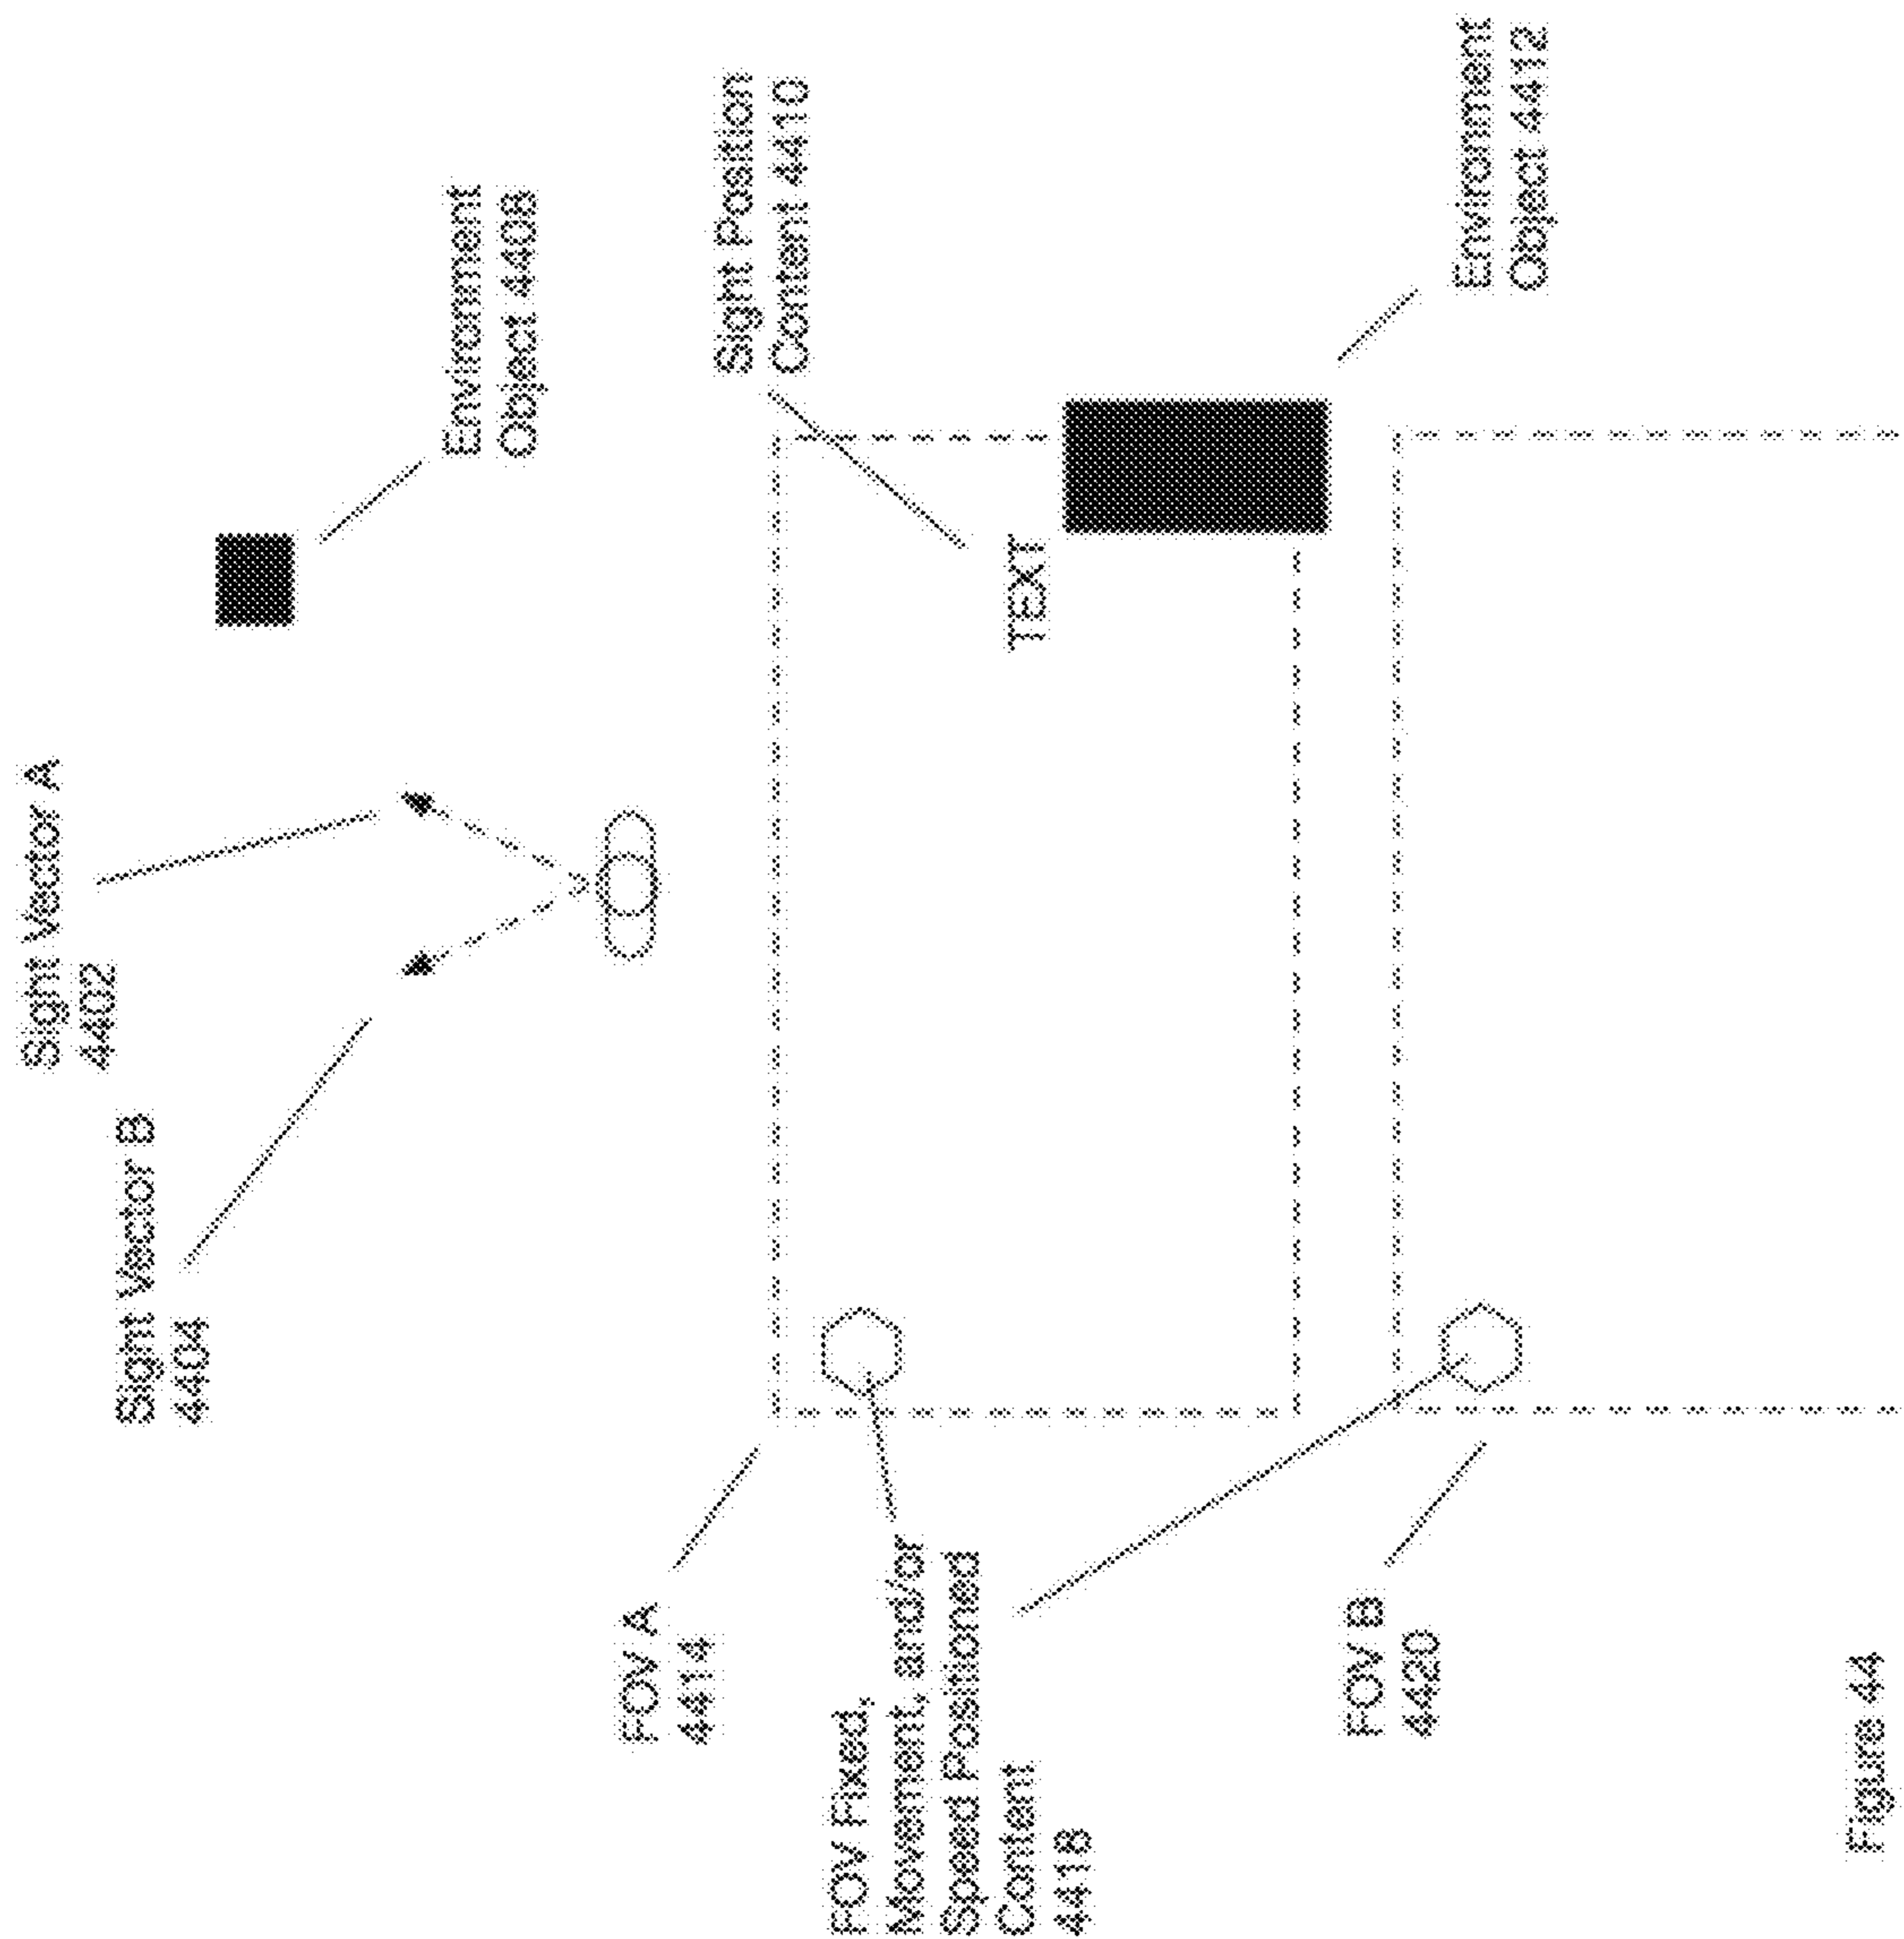 Sight Vector A
4402
Sight Vector B
4404
Environment
Object 4408
Sight Position
Content 4410
TEXT
Environment
Object 4412
FOV A
4414
FOV Fixed,
Movement, and/or
Speed Positioned
Content
4418
FOV B
4420
Figure 44